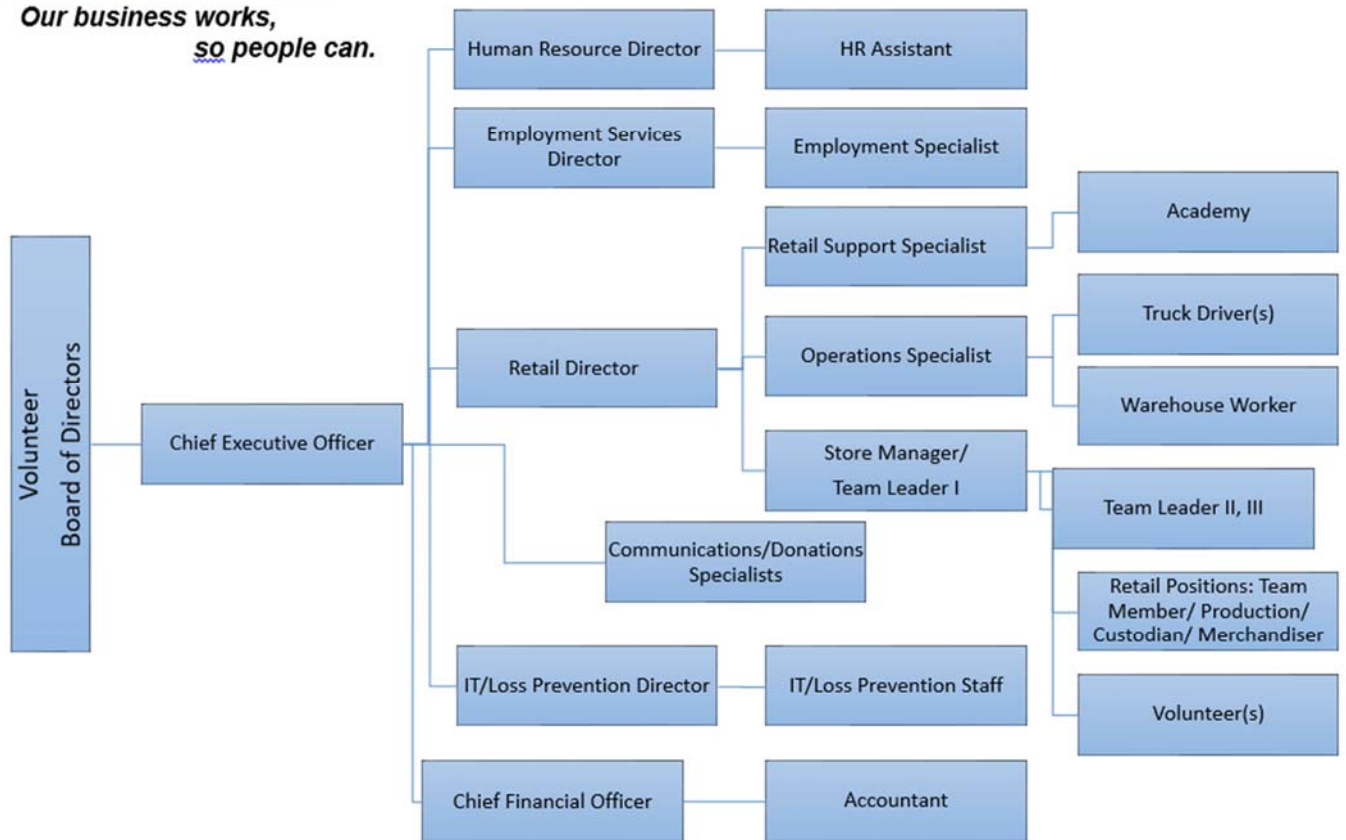 Our business works,
so people can.
Human Resource Director
HR Assistant
Employment Services
Director
Employment Specialist
Retail Support Specialist
Academy
Volunteer
Board of Directors
Chief Executive Officer
Retail Director
Operations Specialist
Truck Driver(s)
Warehouse Worker
Store Manager/
Team Leader I
Team Leader II, III
Communications/Donations
Specialists
Retail Positions: Team
Member/ Production/
Custodian/ Merchandiser
IT/Loss Prevention Director
IT/Loss Prevention Staff
Volunteer(s)
Chief Financial Officer
Accountant